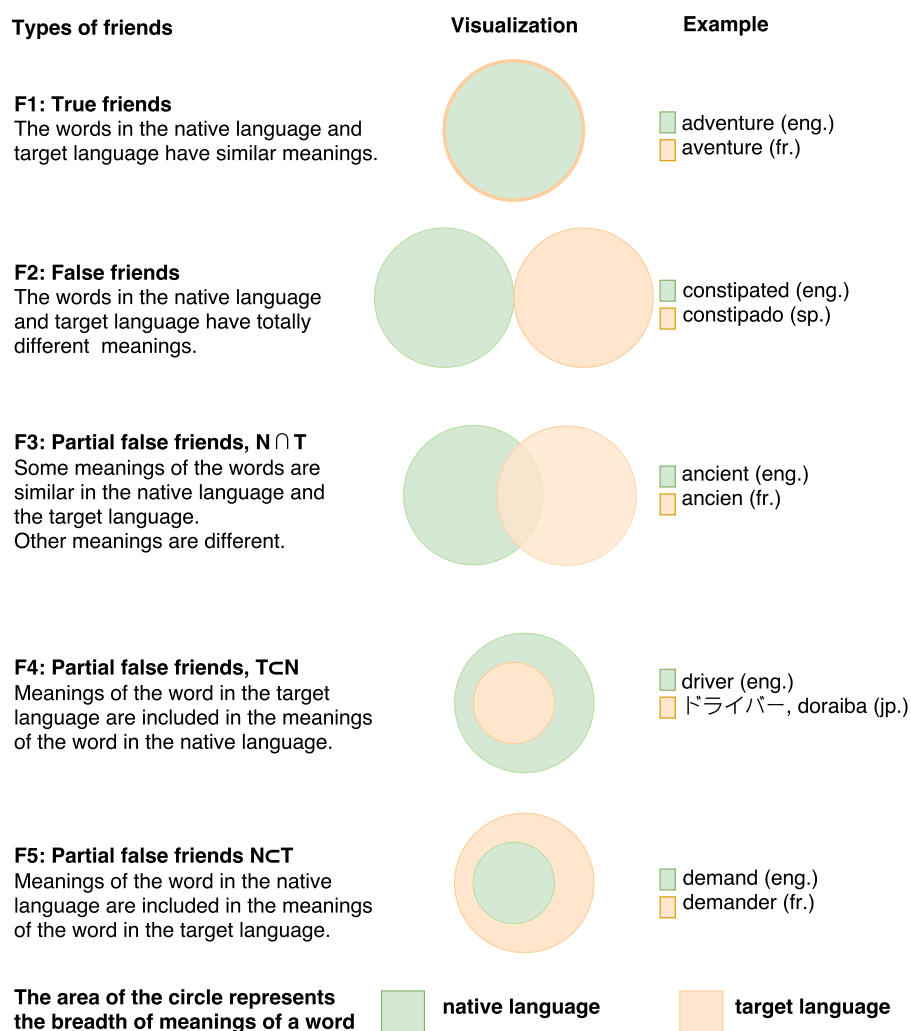 Types of friends
Visualization
Example
F1: True friends
The words in the native language and
target language have similar meanings.
adventure (eng.)
aventure (fr.)
F2: False friends
The words in the native language
and target language have totally
different  meanings.
constipated (eng.)
constipado (sp.)
F3: Partial false friends, N∩T
Some meanings of the words are
similar in the native language and
the target language.
Other meanings are different.
ancient (eng.)
ancien (fr.)
F4: Partial false friends, T⊂N
Meanings of the word in the target
language are included in the meanings
of the word in the native language.
driver (eng.)
ドライバー, doraiba (jp.)
F5: Partial false friends N⊂T
Meanings of the word in the native
language are included in the meanings
of the word in the target language.
demand (eng.)
demander (fr.)
The area of the circle represents
the breadth of meanings of a word
native language
target language